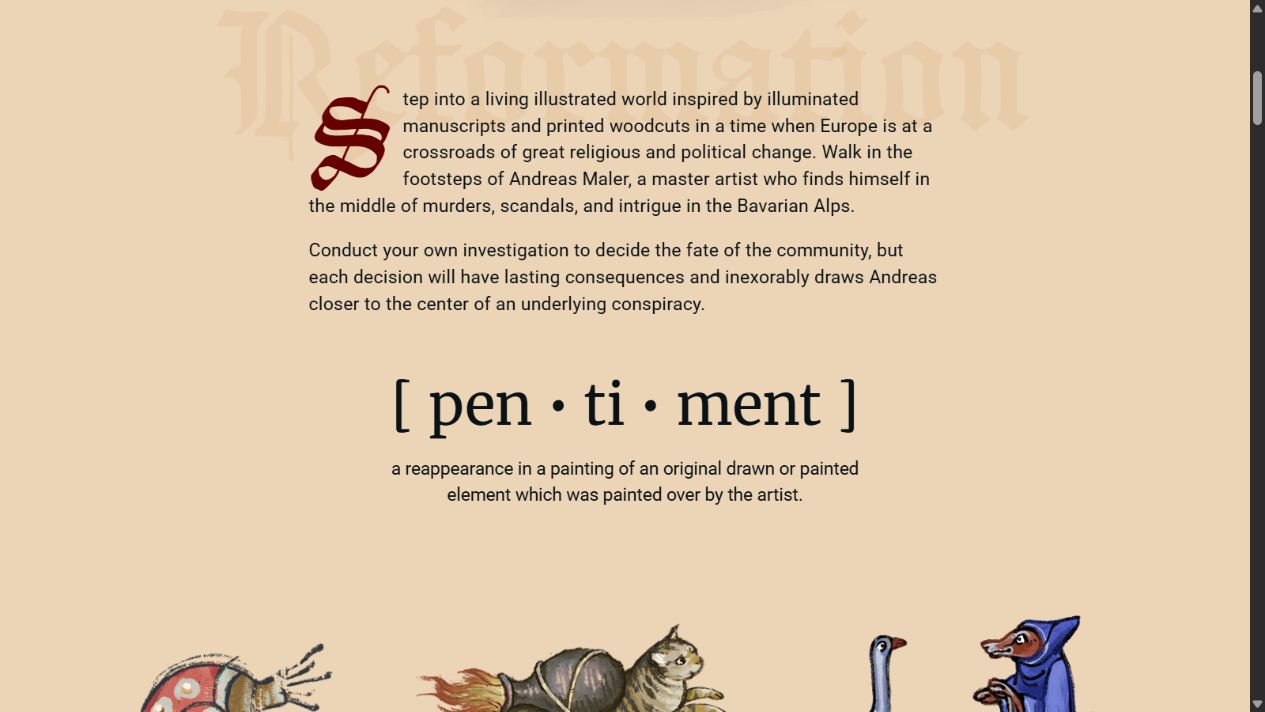 Reformation
Step into a living illustrated world inspired by illuminated
manuscripts and printed woodcuts in a time when Europe is at a
crossroads of great religious and political change. Walk in the
footsteps of Andreas Maler, a master artist who finds himself in
the middle of murders, scandals, and intrigue in the Bavarian Alps.
Conduct your own investigation to decide the fate of the community, but
each decision will have lasting consequences and inexorably draws Andreas
closer to the center of an underlying conspiracy.
[ pen · ti · ment ]
a reappearance in a painting of an original drawn or painted
element which was painted over by the artist.